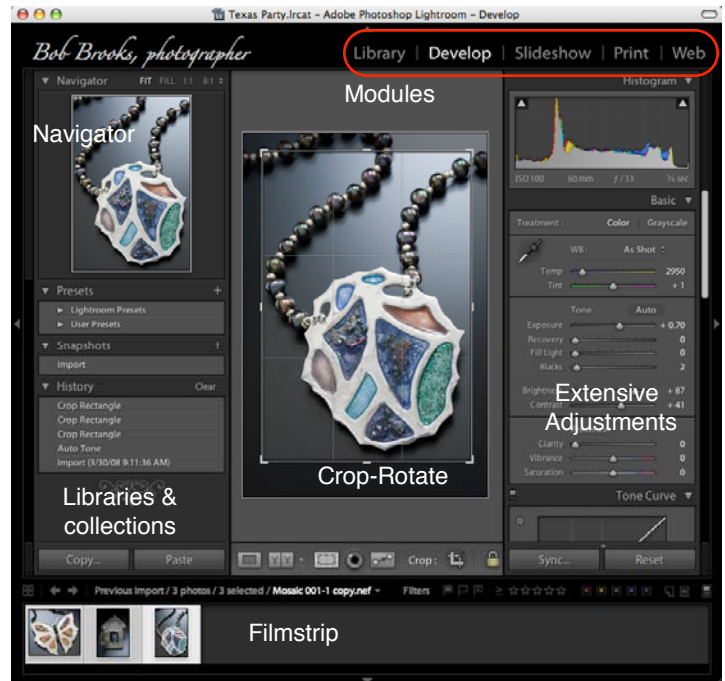 Texas Party.lrcat – Adobe Photoshop Lightroom – Develop
Bob Brooks, photographer
Library | Develop | Slideshow | Print | Web
Modules
Navigator FIT FILL 1:1 8:1
Navigator
Presets +
Lightroom Presets
User Presets
Snapshots +
Import
History Clear
Crop Rectangle
Crop Rectangle
Crop Rectangle
Auto Tone
Import (3/30/08 9:11:36 AM)
Libraries &
collections
Copy... Paste
Crop-Rotate
Crop :
Histogram
ISO 100 60 mm ƒ / 13 sec
Basic
Treatment : Color | Grayscale
WB : As Shot
Temp 2950
Tint + 1
Tone Auto
Exposure + 0.70
Recovery 0
Fill Light 0
Blacks 2
Brightness + 87
Contrast + 41
Extensive
Adjustments
Clarity 0
Vibrance 0
Saturation 0
Tone Curve
Sync... Reset
Previous Import / 3 photos / 3 selected / Mosaic 001-1 copy.nef Filters ≥
Filmstrip